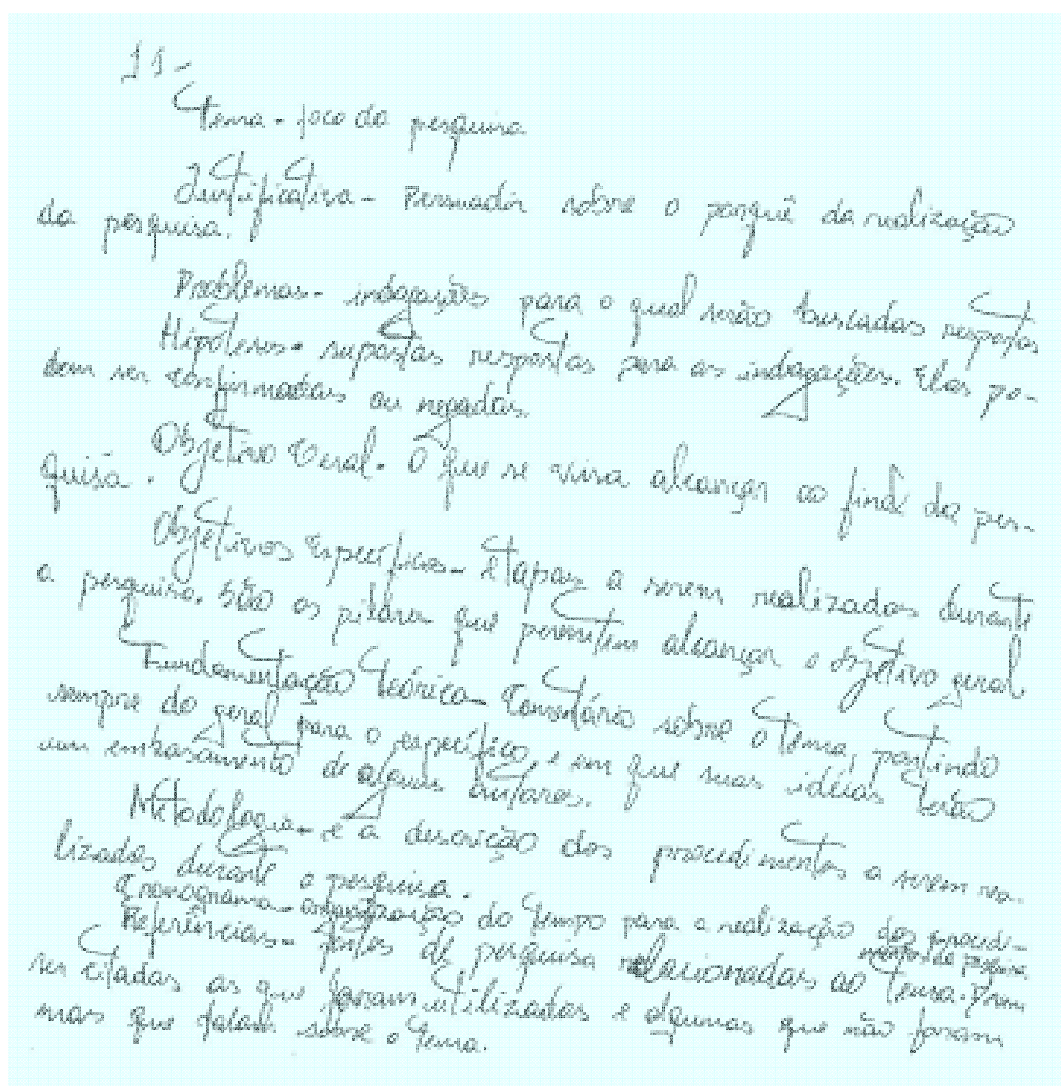 11-
Tema - foco da pesquisa
Justificativa - Persuadir sobre o porquê da realização
da pesquisa.
Problemas - indagações para o qual serão buscadas respostas
Hipóteses - supostas respostas para as indagações. Elas po-
dem ser confirmadas ou negadas.
Objetivo Geral - O que se visa alcançar ao final da pes-
quisa.
Objetivos Específicos - Etapas a serem realizadas durante
a pesquisa. São os pilares que permitem alcançar o objetivo geral.
Fundamentação Teórica - Comentário sobre o tema, partindo
sempre do geral para o específico, e em que suas idéias terão
um embasamento de alguns autores.
Metodologia - é a descrição dos procedimentos a serem rea-
lizados durante a pesquisa.
Cronograma - do tempo para a realização dos procedi-
mentos da pesquisa
Referências - fontes de pesquisa relacionadas ao tema.
ser citadas as que foram utilizadas e algumas que não foram,
mas que falam sobre o tema.